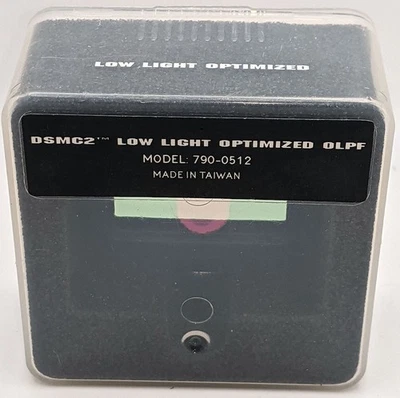 LOW LIGHT OPTIMIZED
DSMC2™ LOW LIGHT OPTIMIZED OLPF
MODEL: 790-0512
MADE IN TAIWAN